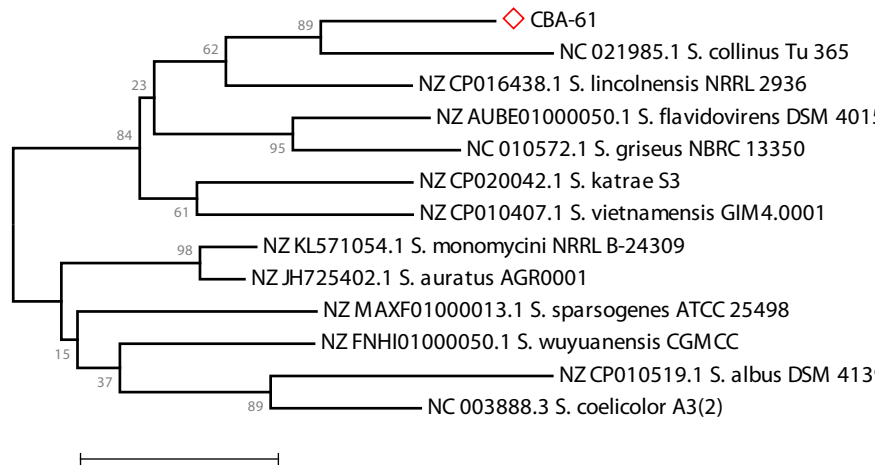 89
CBA-61
NC 021985.1 S. collinus Tu 365
62
NZ CP016438.1 S. lincolnensis NRRL 2936
23
NZ AUBE01000050.1 S. flavidovirens DSM 4015
84
95
NC 010572.1 S. griseus NBRC 13350
NZ CP020042.1 S. katrae S3
61
NZ CP010407.1 S. vietnamensis GIM4.0001
NZ KL571054.1 S. monomycini NRRL B-24309
98
NZ JH725402.1 S. auratus AGR0001
NZ MAXF01000013.1 S. sparsogenes ATCC 25498
15
NZ FNHI01000050.1 S. wuyuanensis CGMCC
37
NZ CP010519.1 S. albus DSM 4139
89
NC 003888.3 S. coelicolor A3(2)